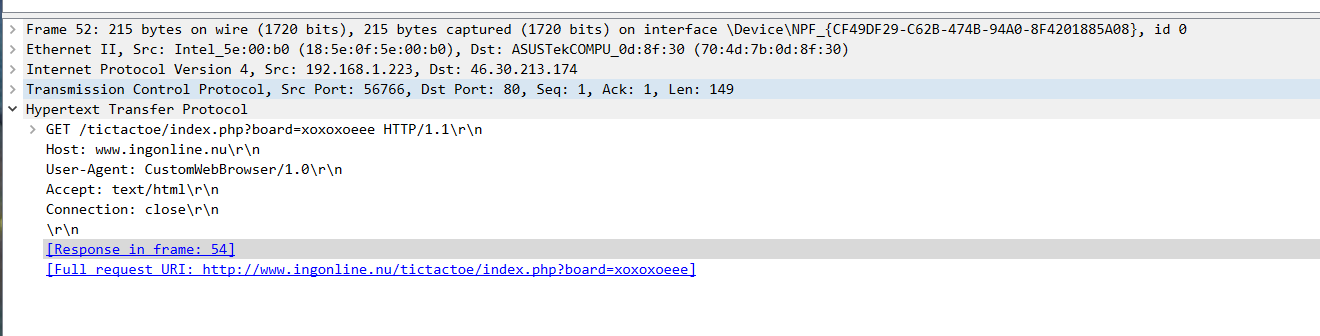 Frame 52: 215 bytes on wire (1720 bits), 215 bytes captured (1720 bits) on interface \Device\NPF_{CF49DF29-C62B-474B-94A0-8F4201885A08}, id 0
Ethernet II, Src: Intel_5e:00:b0 (18:5e:0f:5e:00:b0), Dst: ASUSTekCOMPU_0d:8f:30 (70:4d:7b:0d:8f:30)
Internet Protocol Version 4, Src: 192.168.1.223, Dst: 46.30.213.174
Transmission Control Protocol, Src Port: 56766, Dst Port: 80, Seq: 1, Ack: 1, Len: 149
Hypertext Transfer Protocol
GET /tictactoe/index.php?board=xoxoxoeee HTTP/1.1\r\n
Host: www.ingonline.nu\r\n
User-Agent: CustomWebBrowser/1.0\r\n
Accept: text/html\r\n
Connection: close\r\n
\r\n
[Response in frame: 54]
[Full request URI: http://www.ingonline.nu/tictactoe/index.php?board=xoxoxoeee]